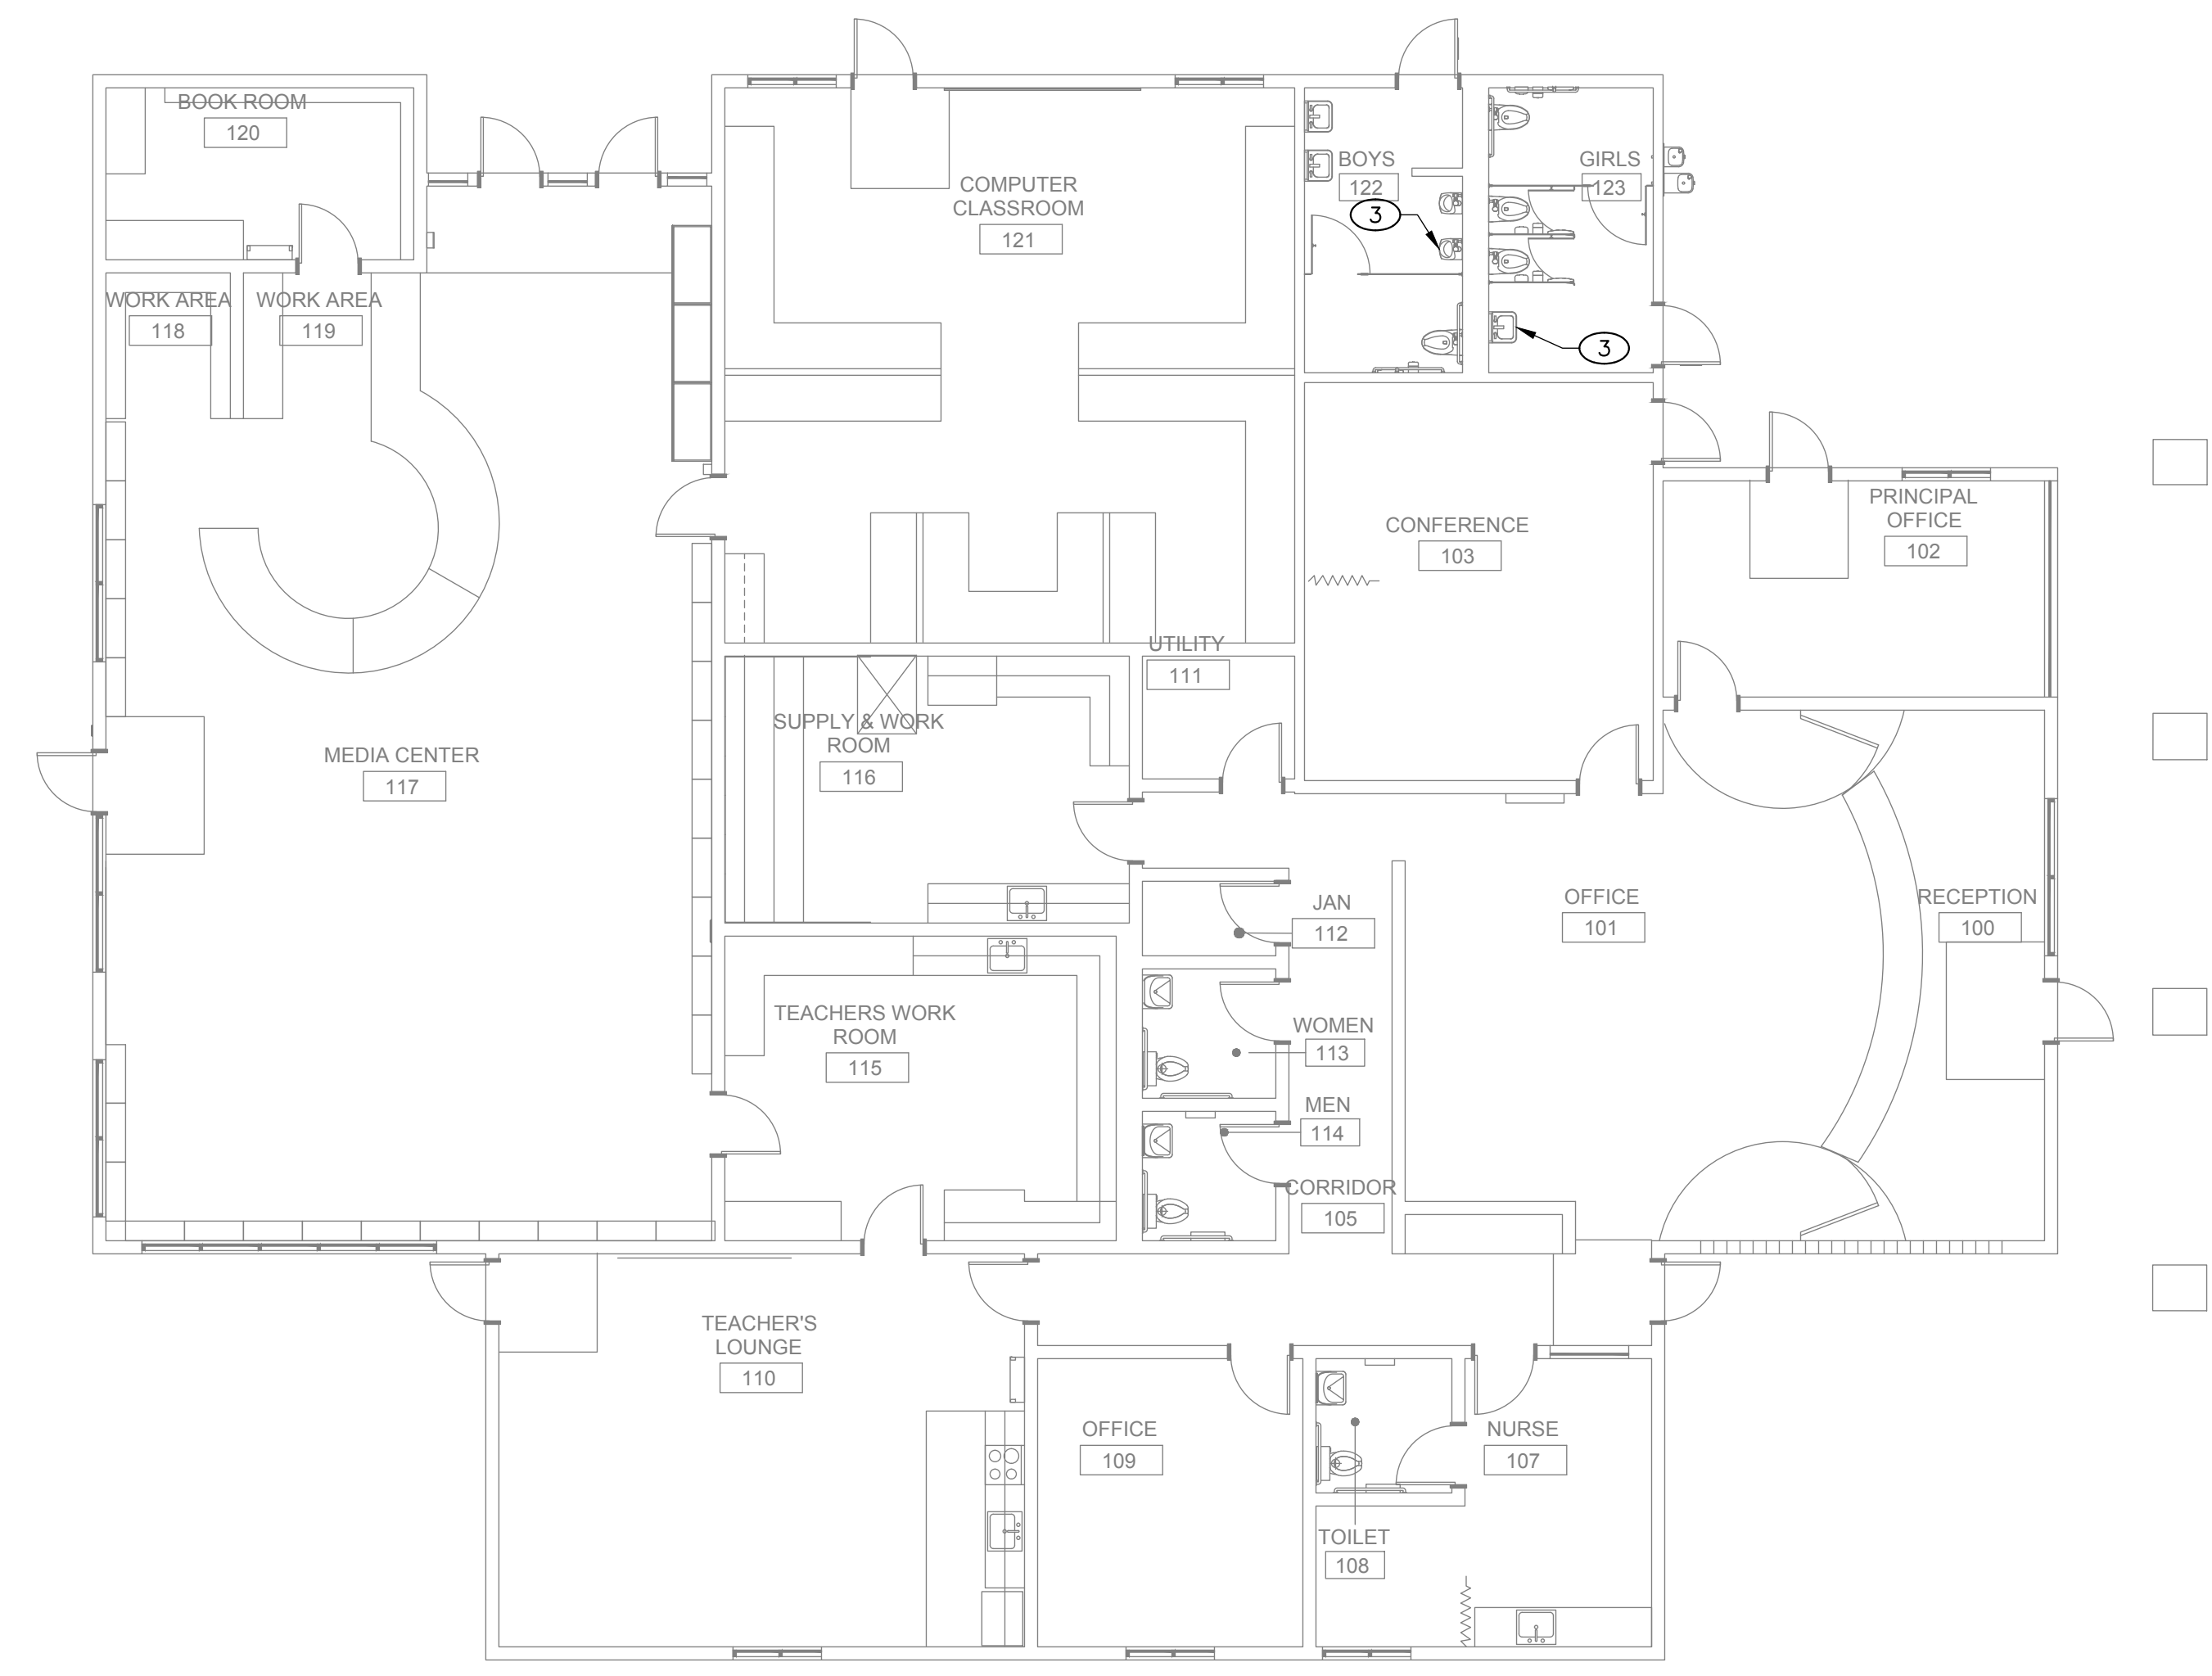 BOOK ROOM
120
BOYS
122
GIRLS
123
COMPUTER
CLASSROOM
121
3
3
WORK AREA
118
WORK AREA
119
PRINCIPAL
OFFICE
102
CONFERENCE
103
UTILITY
111
SUPPLY & WORK
ROOM
116
MEDIA CENTER
117
JAN
112
OFFICE
101
RECEPTION
100
TEACHERS WORK
ROOM
115
WOMEN
113
MEN
114
CORRIDOR
105
TEACHER'S
LOUNGE
110
OFFICE
109
NURSE
107
TOILET
108